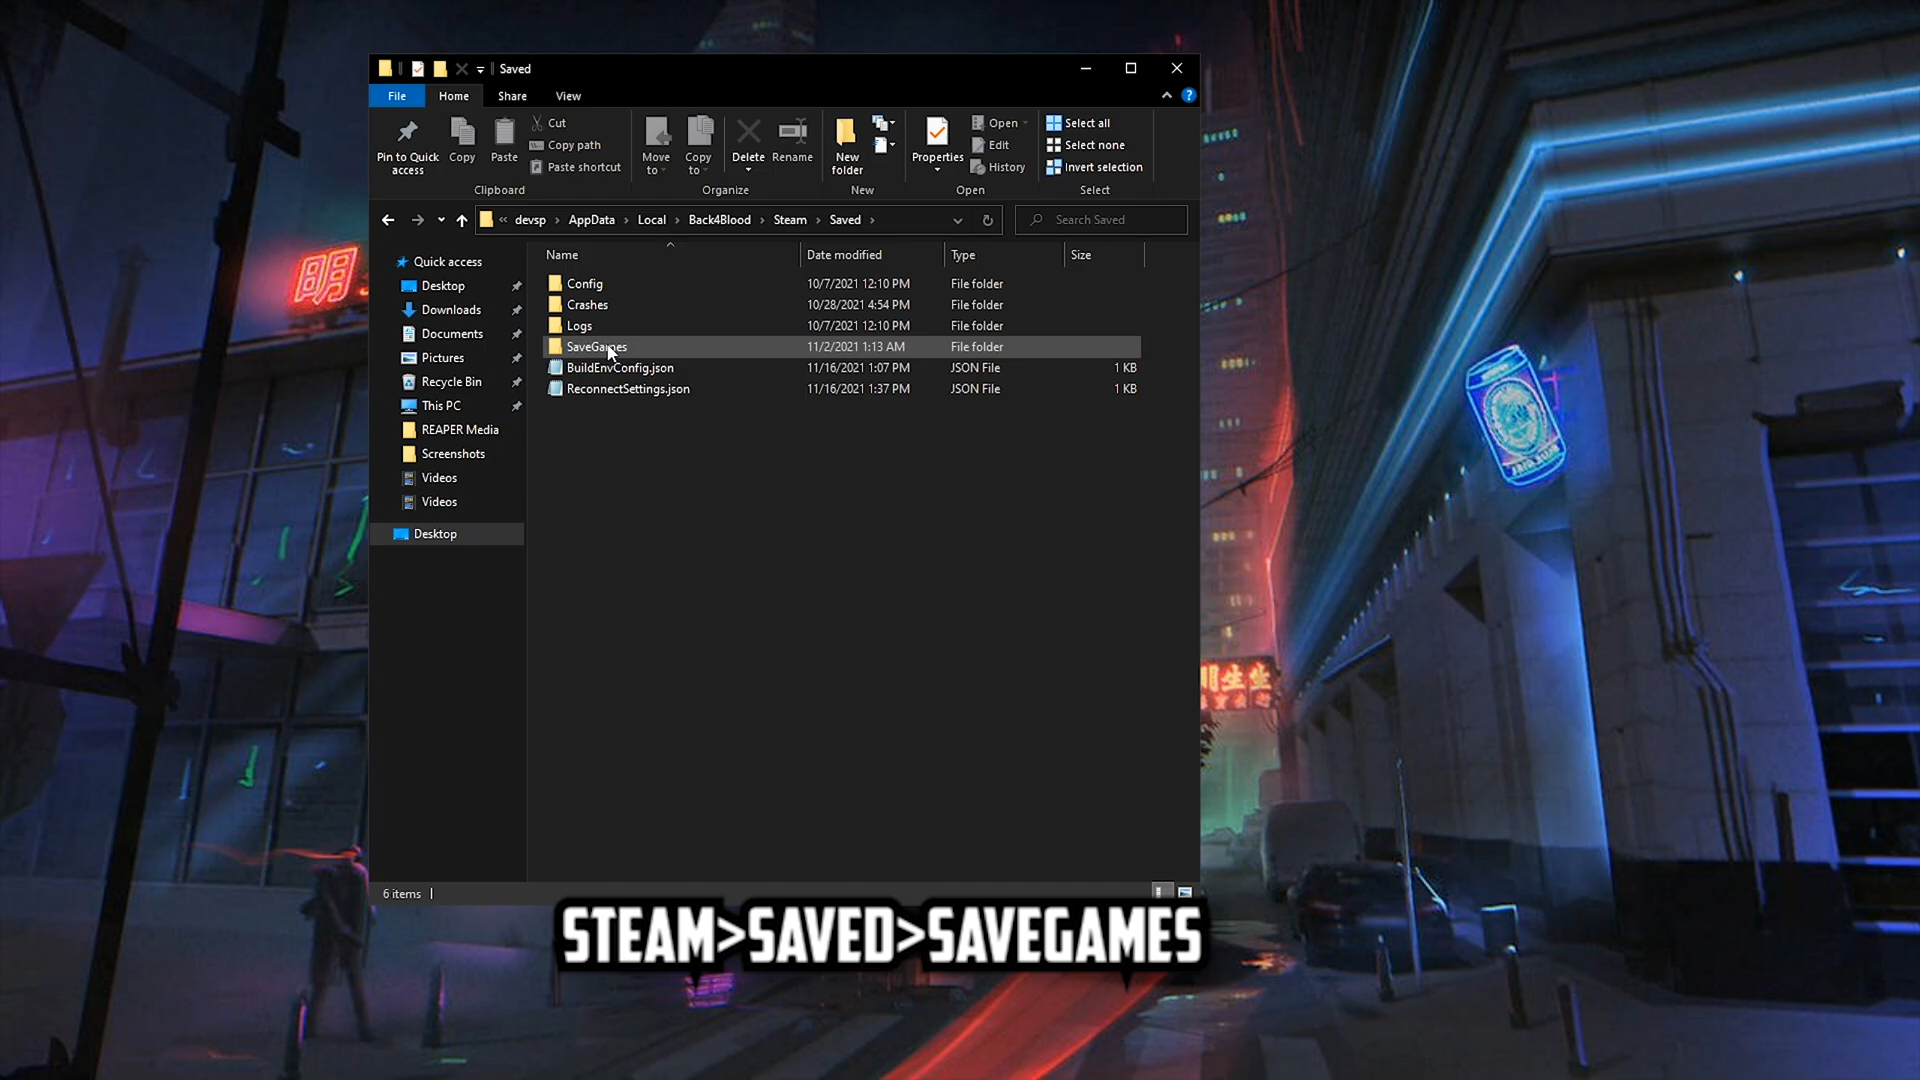 Saved
File Home Share View
Pin to Quick access
Copy
Paste
Cut
Copy path
Paste shortcut
Clipboard
Move to
Copy to
Delete
Rename
Organize
New folder
New
Properties
Open
Edit
History
Open
Select all
Select none
Invert selection
Select
« devsp › AppData › Local › Back4Blood › Steam › Saved ›
Search Saved
Quick access
Desktop
Downloads
Documents
Pictures
Recycle Bin
This PC
REAPER Media
Screenshots
Videos
Videos
Desktop
Name Date modified Type Size
Config 10/7/2021 12:10 PM File folder
Crashes 10/28/2021 4:54 PM File folder
Logs 10/7/2021 12:10 PM File folder
SaveGames 11/2/2021 1:13 AM File folder
BuildEnvConfig.json 11/16/2021 1:07 PM JSON File 1 KB
ReconnectSettings.json 11/16/2021 1:37 PM JSON File 1 KB
6 items
STEAM>SAVED>SAVEGAMES
明